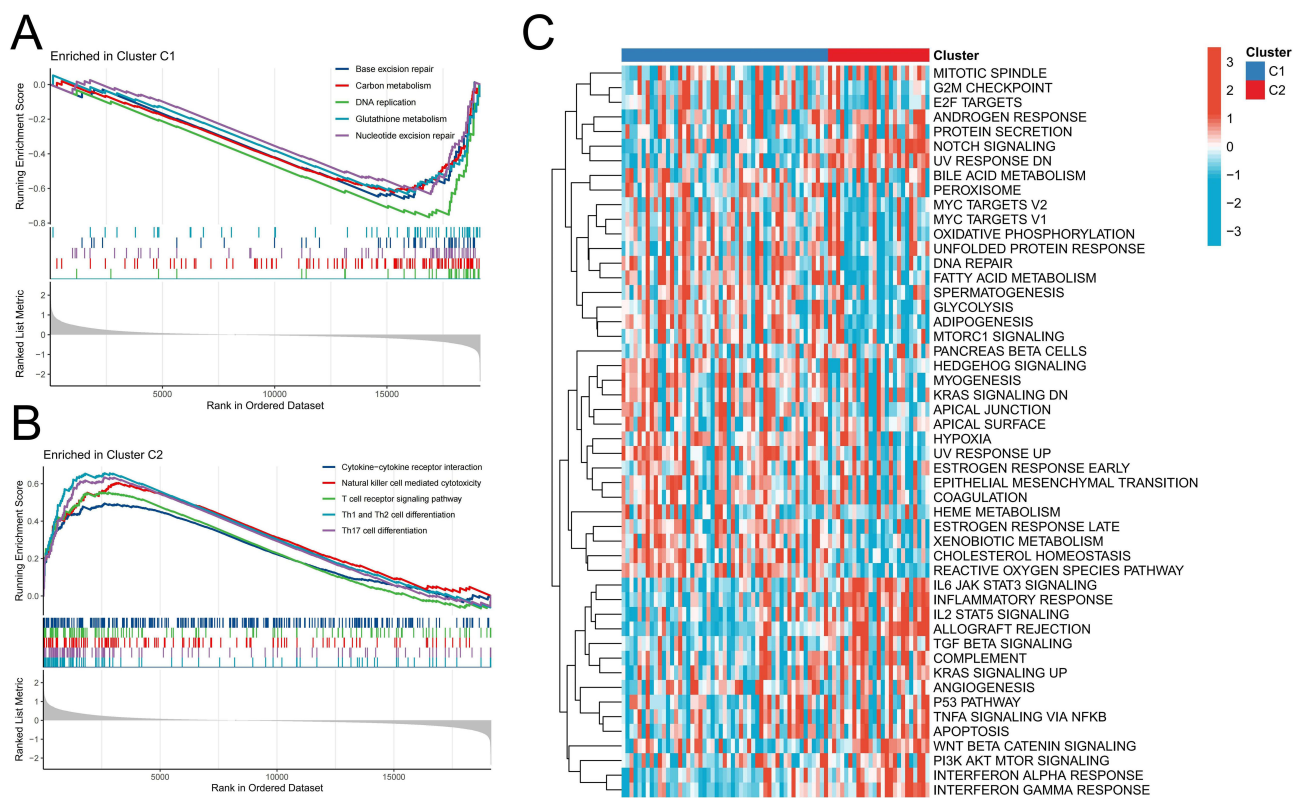 A
Enriched in Cluster C1
Running Enrichment Score
0.0
−0.2
−0.4
−0.6
−0.8
Base excision repair
Carbon metabolism
DNA replication
Glutathione metabolism
Nucleotide excision repair
Ranked List Metric
2
1
0
−1
−2
5000
10000
15000
Rank in Ordered Dataset
B
Enriched in Cluster C2
Running Enrichment Score
0.6
0.4
0.2
0.0
Cytokine−cytokine receptor interaction
Natural killer cell mediated cytotoxicity
T cell receptor signaling pathway
Th1 and Th2 cell differentiation
Th17 cell differentiation
Ranked List Metric
2
1
0
−1
−2
5000
10000
15000
Rank in Ordered Dataset
C
Cluster
MITOTIC SPINDLE
G2M CHECKPOINT
E2F TARGETS
ANDROGEN RESPONSE
PROTEIN SECRETION
NOTCH SIGNALING
UV RESPONSE DN
BILE ACID METABOLISM
PEROXISOME
MYC TARGETS V2
MYC TARGETS V1
OXIDATIVE PHOSPHORYLATION
UNFOLDED PROTEIN RESPONSE
DNA REPAIR
FATTY ACID METABOLISM
SPERMATOGENESIS
GLYCOLYSIS
ADIPOGENESIS
MTORC1 SIGNALING
PANCREAS BETA CELLS
HEDGEHOG SIGNALING
MYOGENESIS
KRAS SIGNALING DN
APICAL JUNCTION
APICAL SURFACE
HYPOXIA
UV RESPONSE UP
ESTROGEN RESPONSE EARLY
EPITHELIAL MESENCHYMAL TRANSITION
COAGULATION
HEME METABOLISM
ESTROGEN RESPONSE LATE
XENOBIOTIC METABOLISM
CHOLESTEROL HOMEOSTASIS
REACTIVE OXYGEN SPECIES PATHWAY
IL6 JAK STAT3 SIGNALING
INFLAMMATORY RESPONSE
IL2 STAT5 SIGNALING
ALLOGRAFT REJECTION
TGF BETA SIGNALING
COMPLEMENT
KRAS SIGNALING UP
ANGIOGENESIS
P53 PATHWAY
TNFA SIGNALING VIA NFKB
APOPTOSIS
WNT BETA CATENIN SIGNALING
PI3K AKT MTOR SIGNALING
INTERFERON ALPHA RESPONSE
INTERFERON GAMMA RESPONSE
3
2
1
0
−1
−2
−3
Cluster
C1
C2